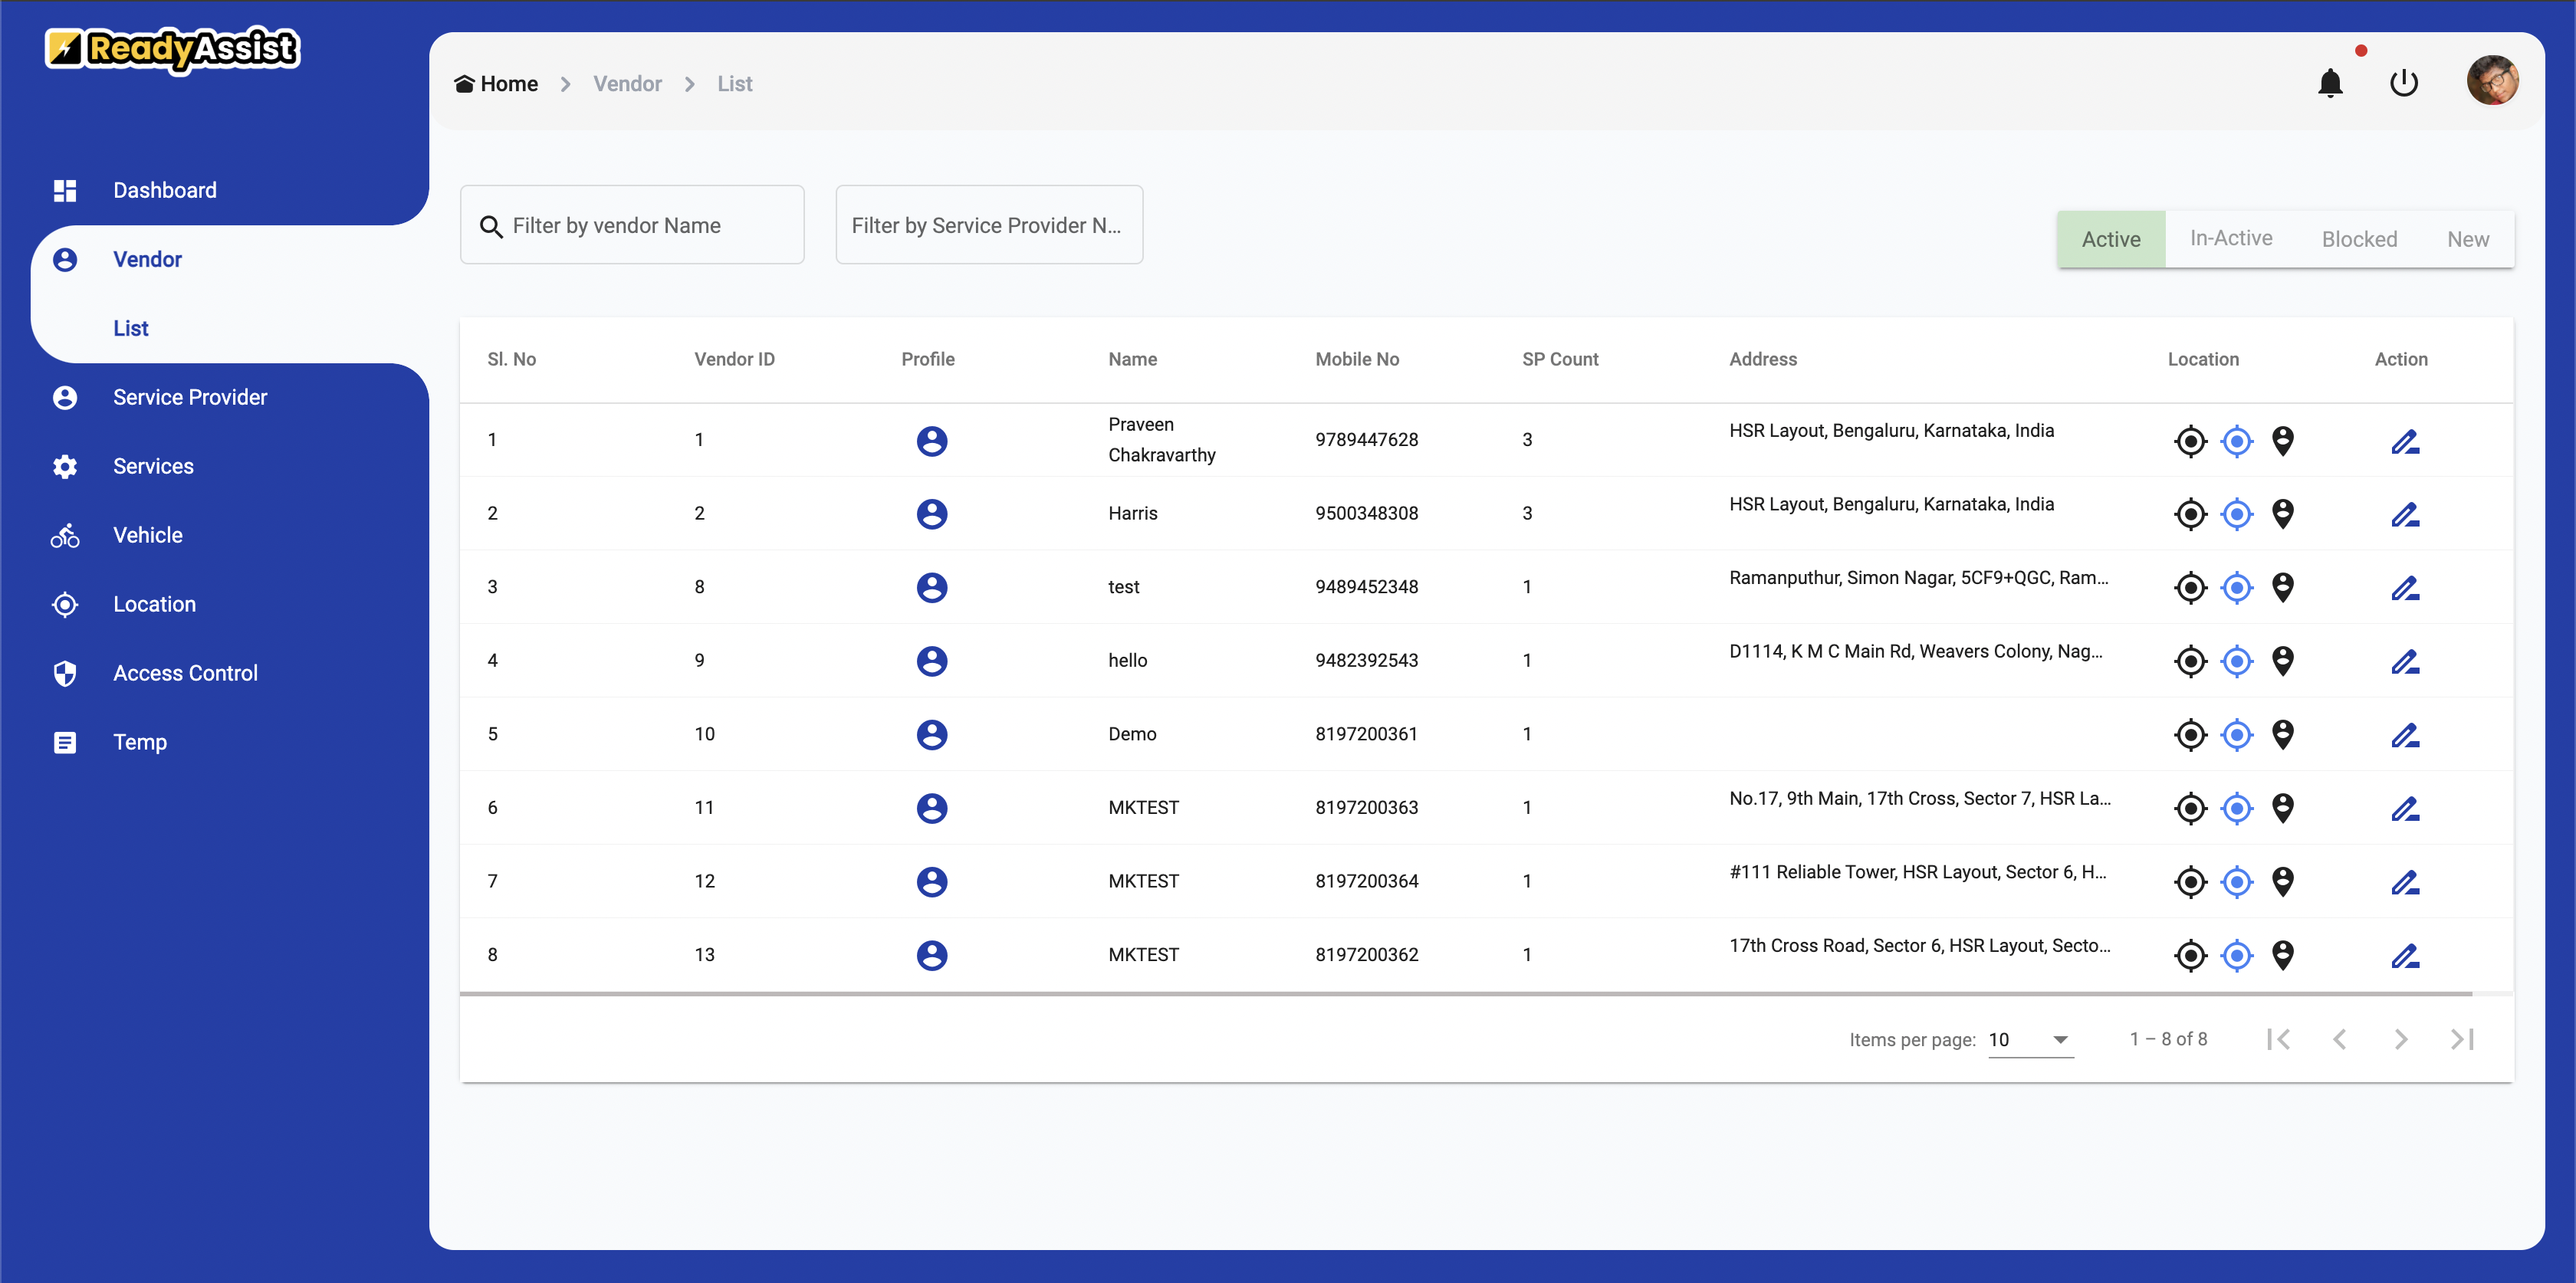 ReadyAssist
Home > Vendor > List
Dashboard
Vendor
List
Service Provider
Services
Vehicle
Location
Access Control
Temp
Filter by vendor Name
Filter by Service Provider N...
Active In-Active Blocked New
Sl. No Vendor ID Profile Name Mobile No SP Count Address Location Action
1 1 Praveen Chakravarthy 9789447628 3 HSR Layout, Bengaluru, Karnataka, India
2 2 Harris 9500348308 3 HSR Layout, Bengaluru, Karnataka, India
3 8 test 9489452348 1 Ramanputhur, Simon Nagar, 5CF9+QGC, Ram...
4 9 hello 9482392543 1 D1114, K M C Main Rd, Weavers Colony, Nag...
5 10 Demo 8197200361 1
6 11 MKTEST 8197200363 1 No.17, 9th Main, 17th Cross, Sector 7, HSR La...
7 12 MKTEST 8197200364 1 #111 Reliable Tower, HSR Layout, Sector 6, H...
8 13 MKTEST 8197200362 1 17th Cross Road, Sector 6, HSR Layout, Secto...
Items per page: 10 1 – 8 of 8